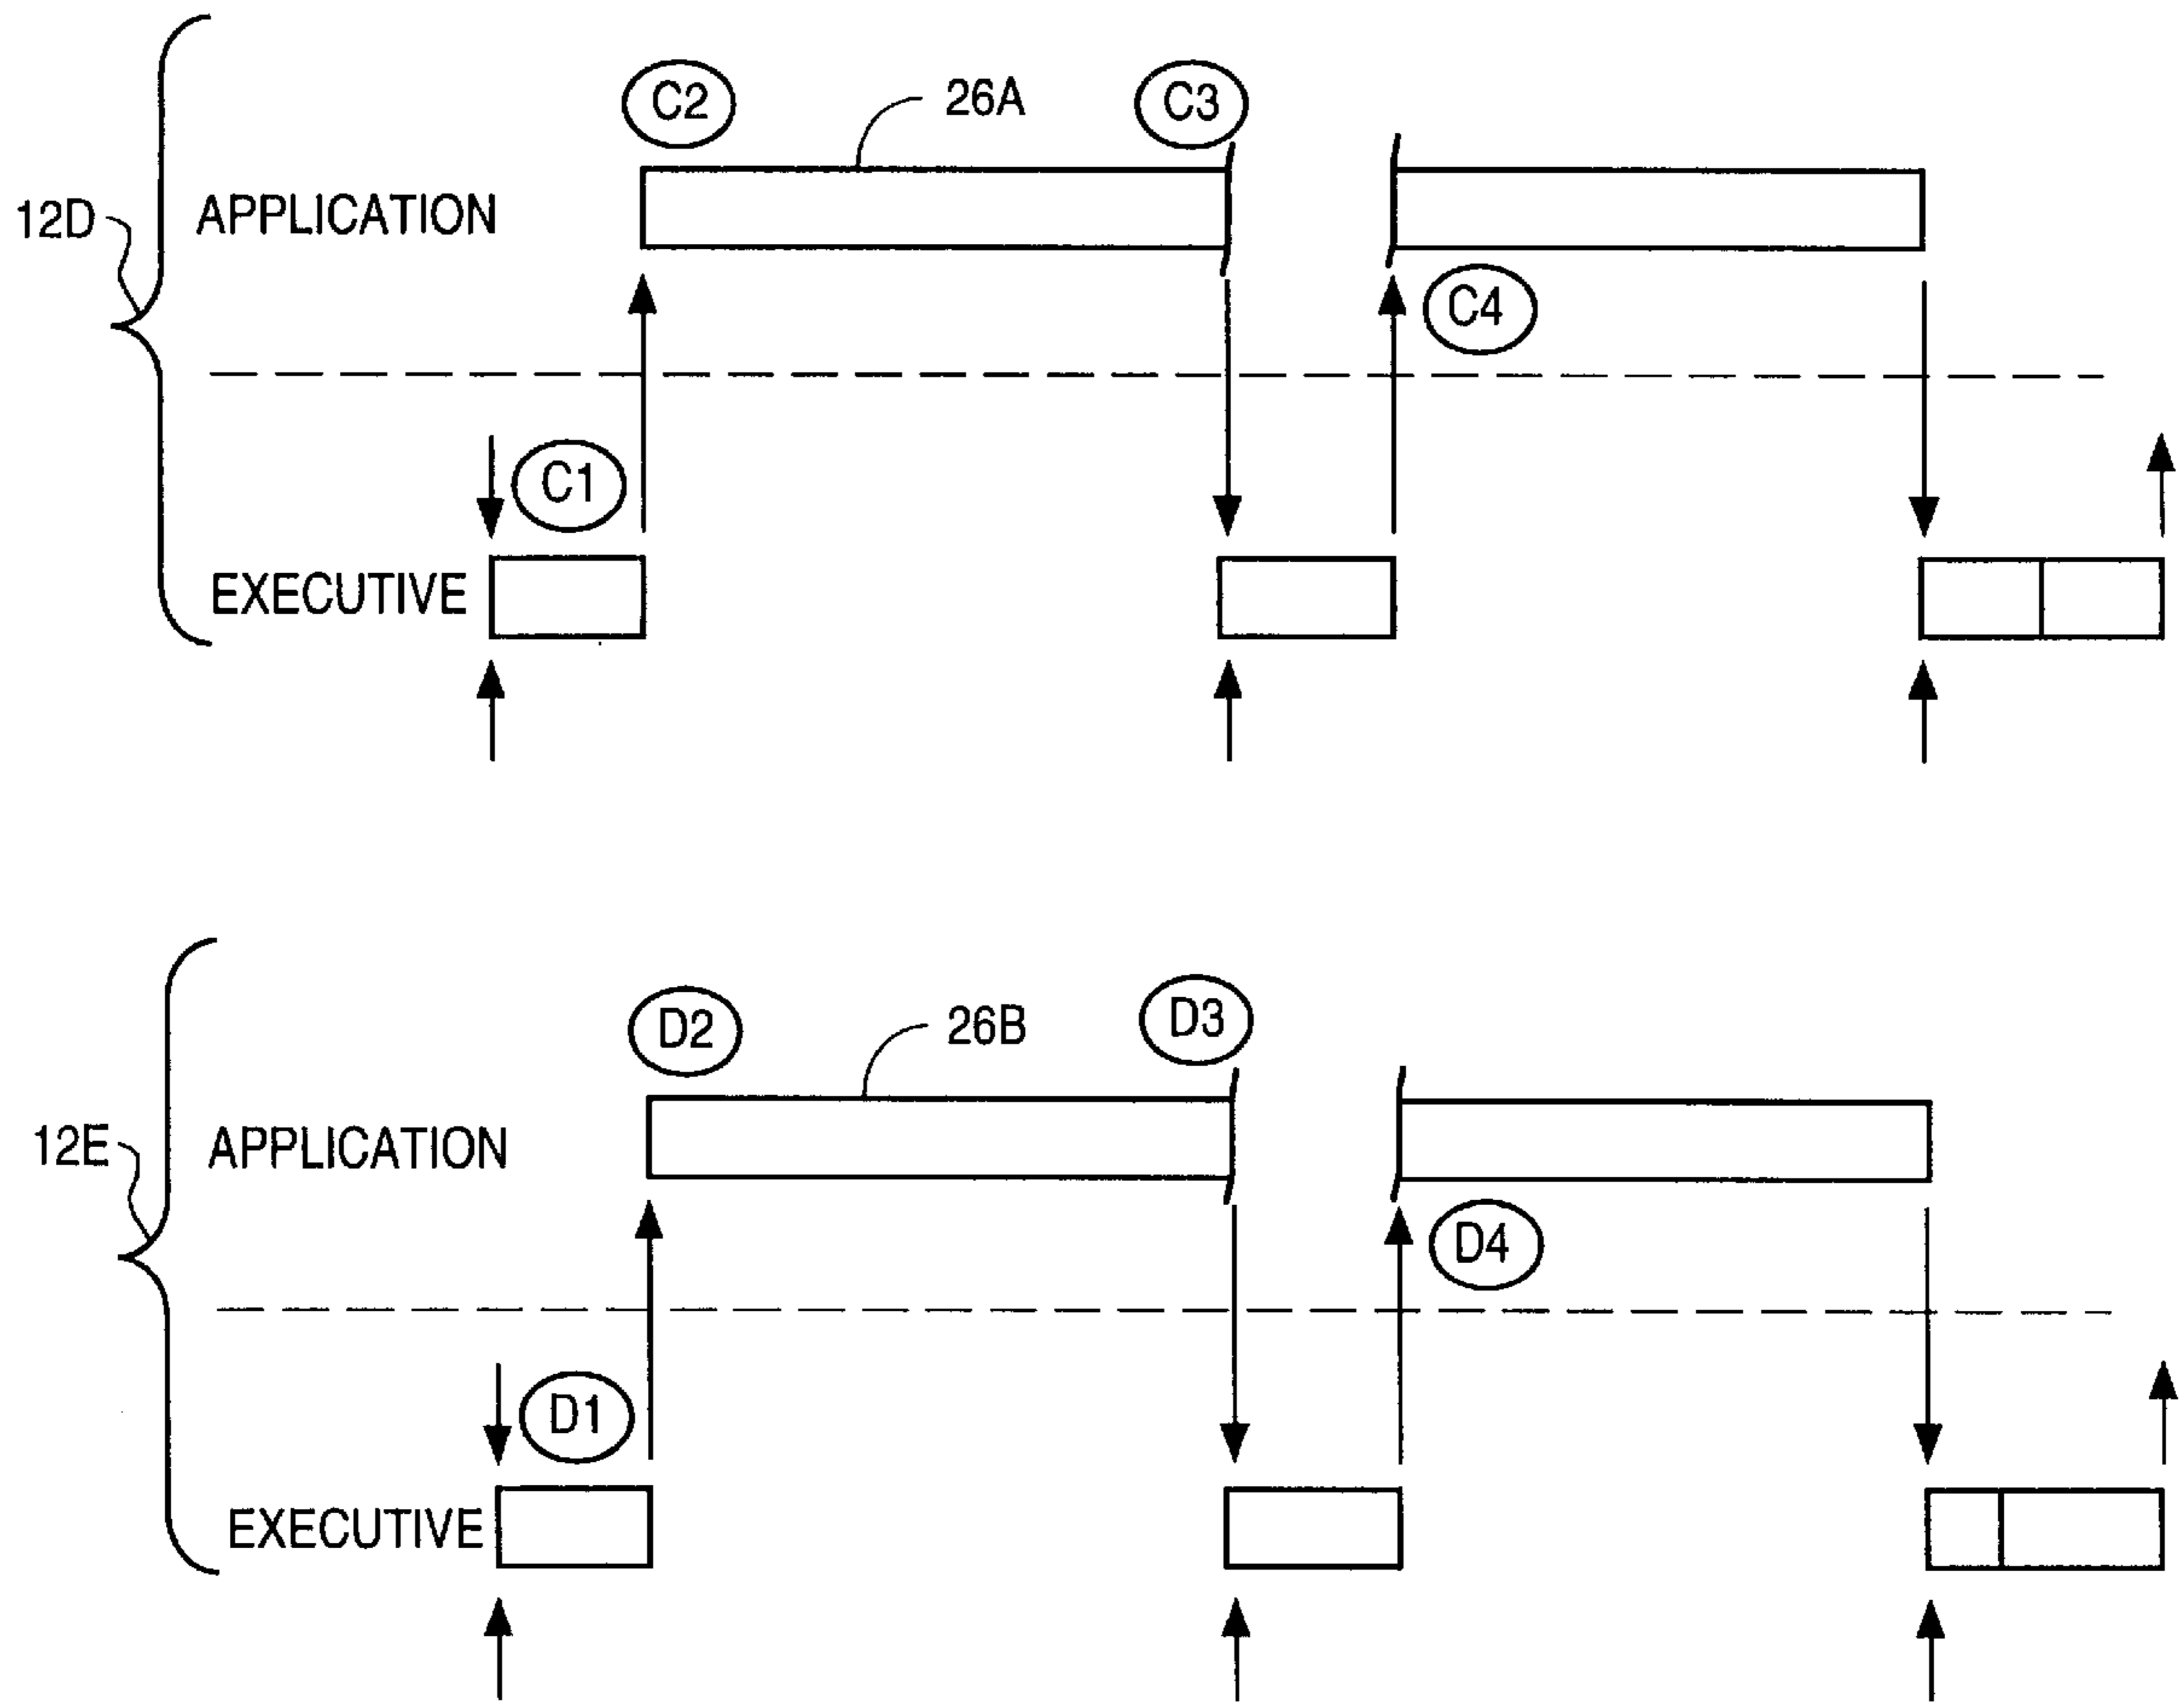 C2
26A
C3
12D
APPLICATION
C4
C1
EXECUTIVE
D2
26B
D3
12E
APPLICATION
D4
D1
EXECUTIVE